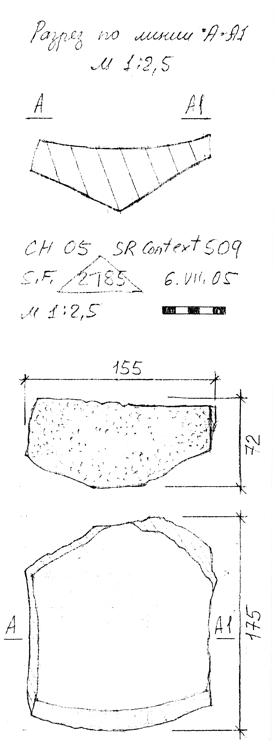 Разрез по линии "А-А1
М 1:2,5
А А1
CH 05 SR Context 509
S.F. 2785 6.VII.05
М 1:2,5
155
72
А А1
175